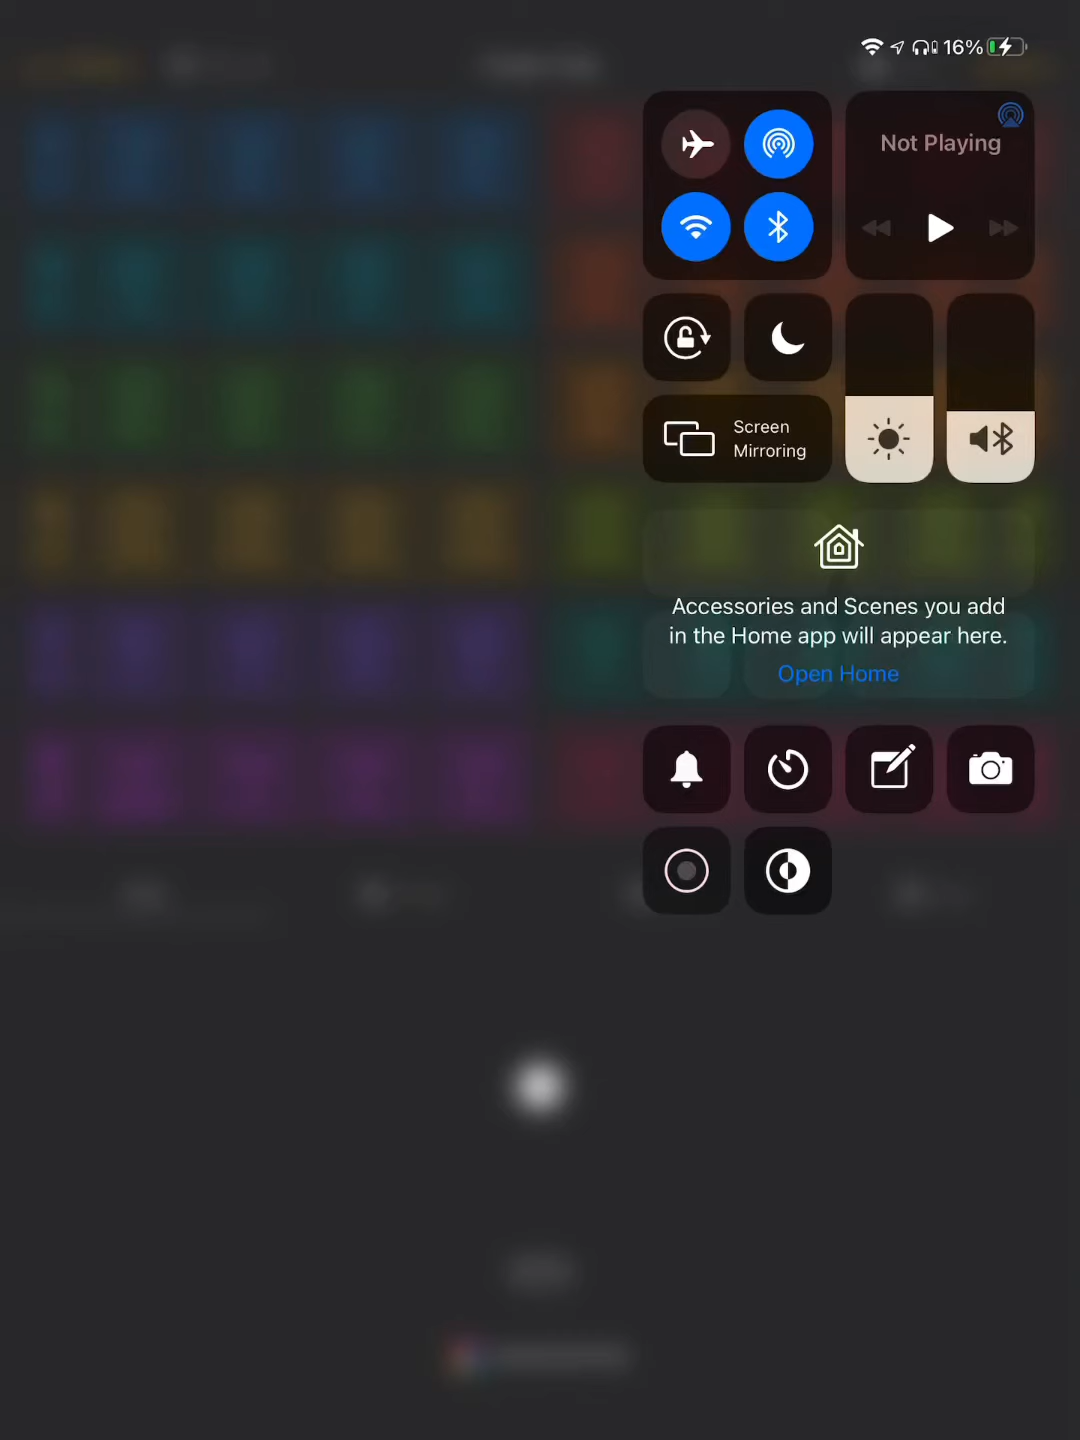 16%
Not Playing
Screen
Mirroring
Accessories and Scenes you add
in the Home app will appear here.
Open Home